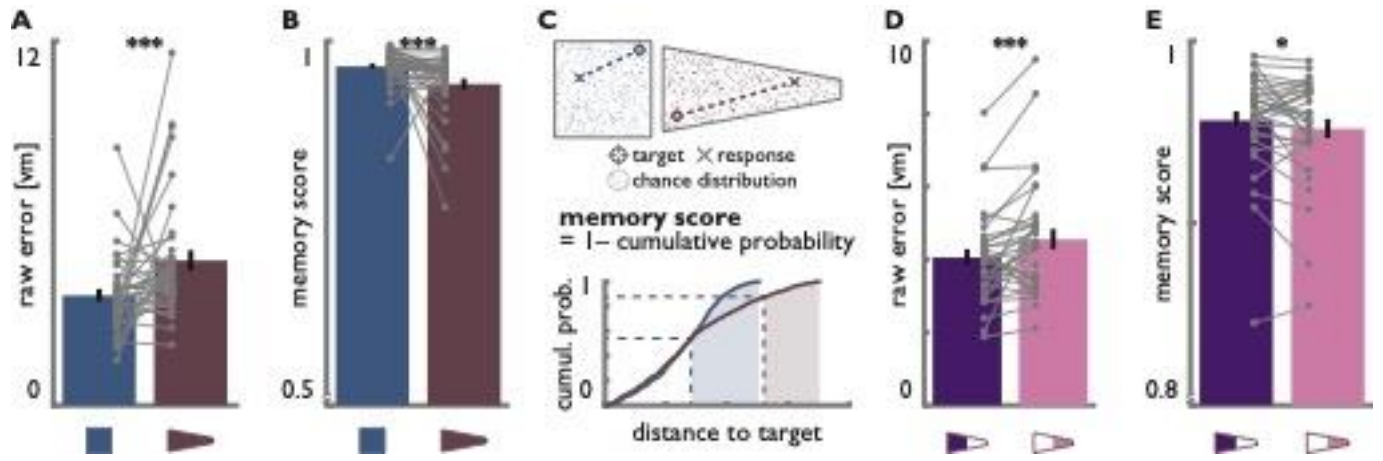 A
***
12
raw error [vm]
0
B
***
1
memory score
0.5
C
target × response
chance distribution
memory score
= 1– cumulative probability
cumul. prob.
1
0
distance to target
D
***
10
raw error [vm]
0
E
*
1
memory score
0.8